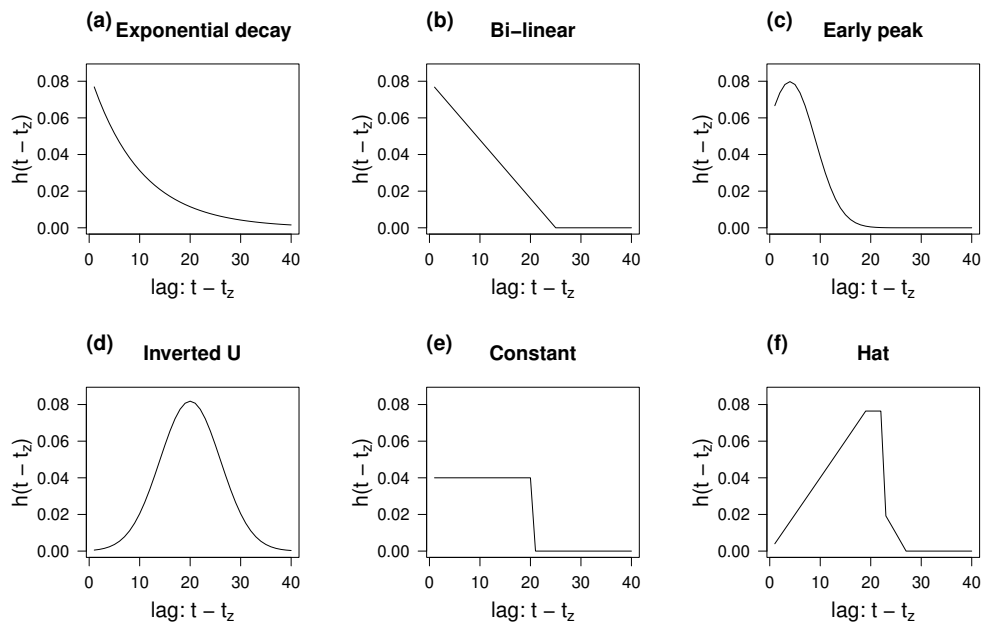 (a) Exponential decay
0.08
0.06
0.04
0.02
0.00
h(t − tz)
0 10 20 30 40
lag: t − tz
(b) Bi−linear
0.08
0.06
0.04
0.02
0.00
h(t − tz)
0 10 20 30 40
lag: t − tz
(c) Early peak
0.08
0.06
0.04
0.02
0.00
h(t − tz)
0 10 20 30 40
lag: t − tz
(d) Inverted U
0.08
0.06
0.04
0.02
0.00
h(t − tz)
0 10 20 30 40
lag: t − tz
(e) Constant
0.08
0.06
0.04
0.02
0.00
h(t − tz)
0 10 20 30 40
lag: t − tz
(f) Hat
0.08
0.06
0.04
0.02
0.00
h(t − tz)
0 10 20 30 40
lag: t − tz